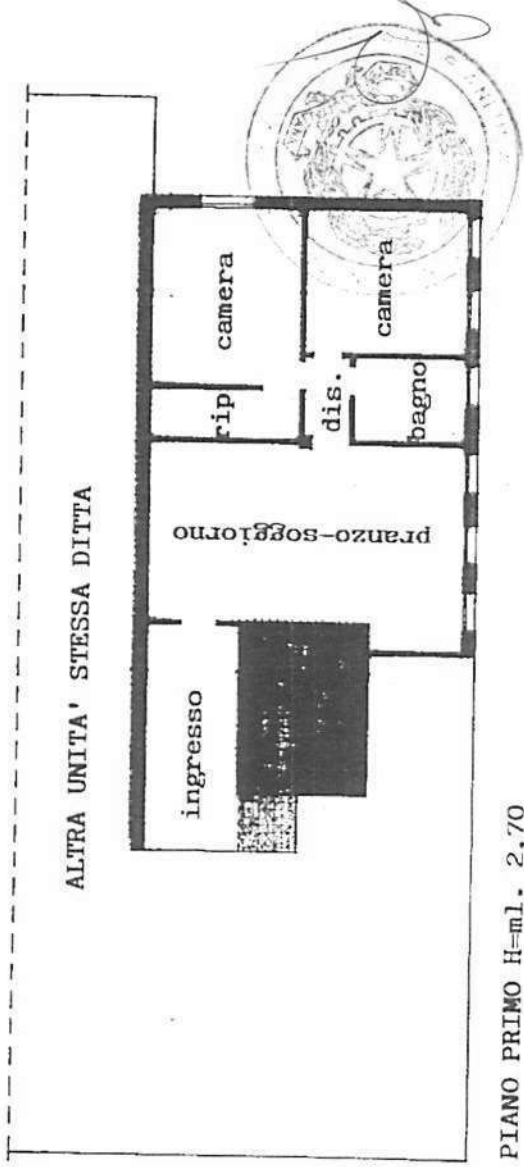 ALTRA UNITA' STESSA DITTA
ingresso
pranzo-soggiorno
rip
camera
dis.
bagno
camera
PIANO PRIMO H=ml. 2,70